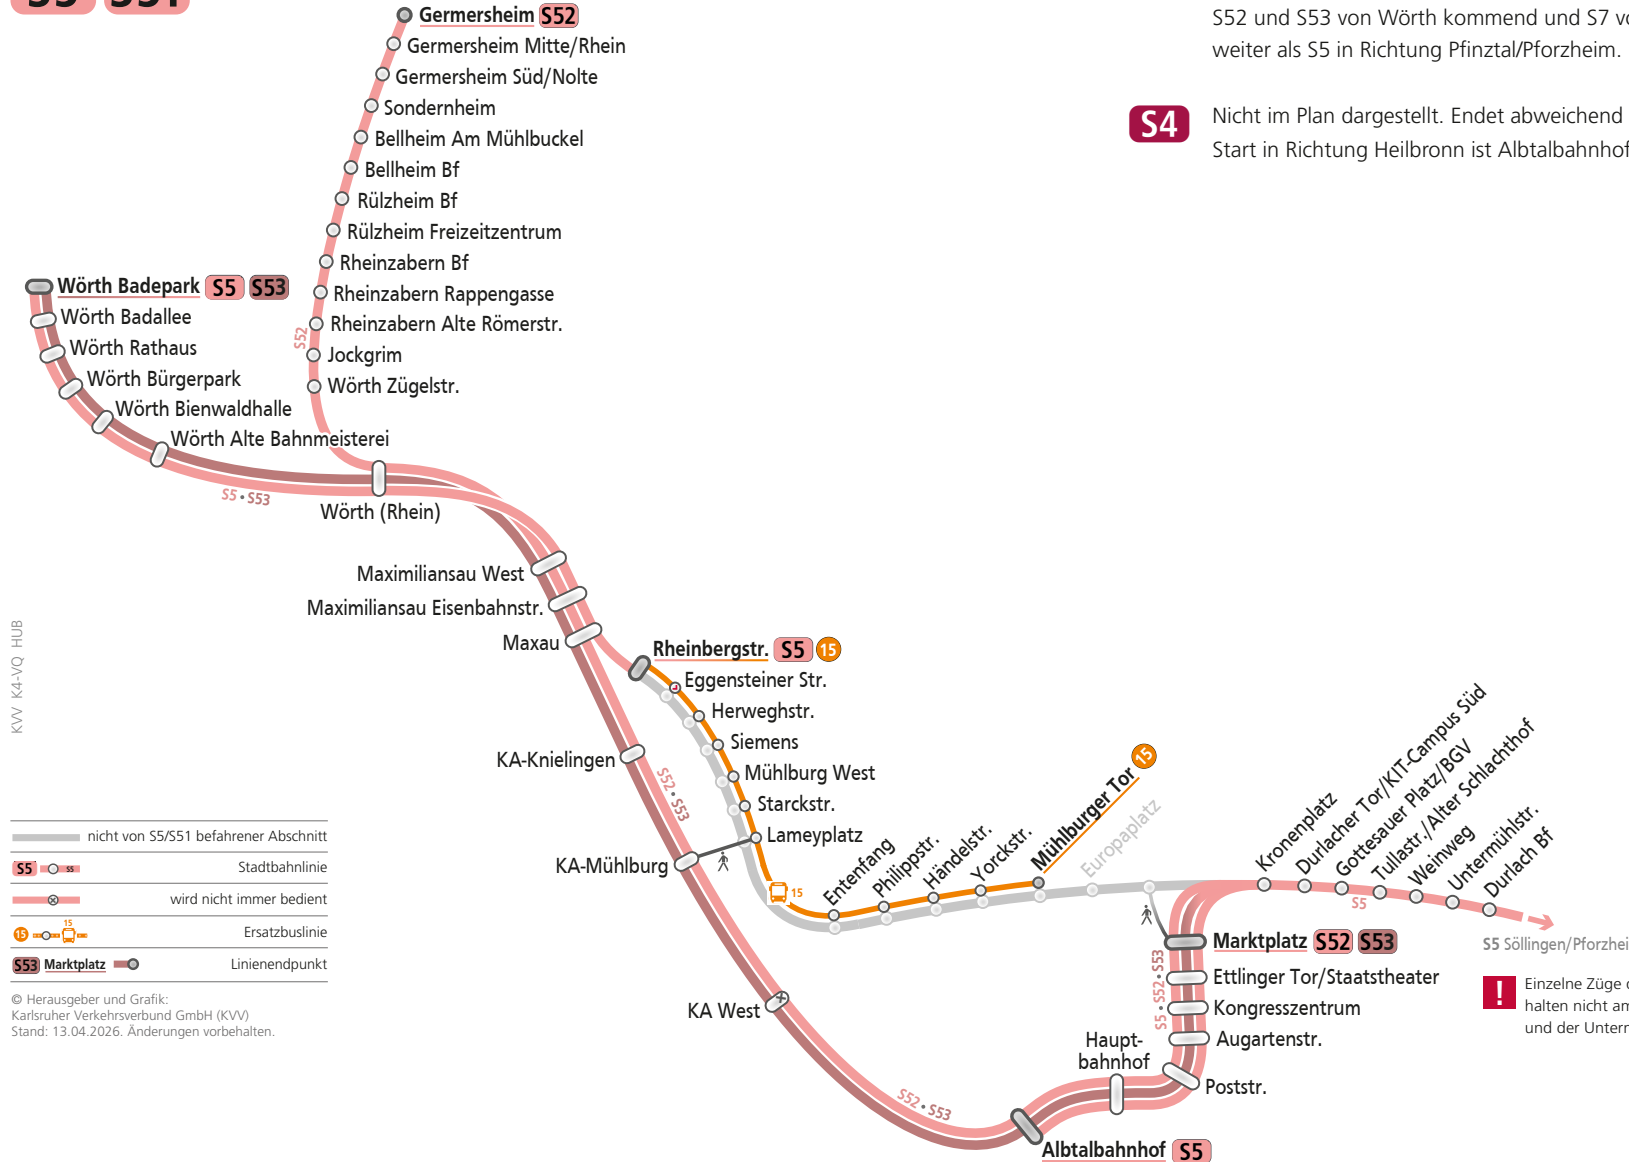 S5 S51
Germersheim S52
Germersheim Mitte/Rhein
Germersheim Süd/Nolte
Sondernheim
Bellheim Am Mühlbuckel
Bellheim Bf
Rülzheim Bf
Rülzheim Freizeitzentrum
Rheinzabern Bf
Rheinzabern Rappengasse
Rheinzabern Alte Römerstr.
S52
Jockgrim
Wörth Zügelstr.
S52 und S53 von Wörth kommend und S7 vo
weiter als S5 in Richtung Pfinztal/Pforzheim.
S4
Nicht im Plan dargestellt. Endet abweichend
Start in Richtung Heilbronn ist Albtalbahnhof
Wörth Badepark S5 S53
Wörth Badallee
Wörth Rathaus
Wörth Bürgerpark
Wörth Bienwaldhalle
Wörth Alte Bahnmeisterei
S5 • S53
Wörth (Rhein)
Maximiliansau West
Maximiliansau Eisenbahnstr.
Maxau
Rheinbergstr. S5 15
Eggensteiner Str.
Herweghstr.
Siemens
Mühlburg West
Starckstr.
Lameyplatz
KA-Knielingen
S52 • S53
KA-Mühlburg
15
Entenfang
Philippstr.
Händelstr.
Yorckstr.
Mühlburger Tor 15
Europaplatz
Kronenplatz
Durlacher Tor/KIT-Campus Süd
Gottesauer Platz/BGV
Tullastr./Alter Schlachthof
Weinweg
Untermühlstr.
Durlach Bf
S5
S5 Söllingen/Pforzhei
Marktplatz S52 S53
Ettlinger Tor/Staatstheater
Kongresszentrum
Augartenstr.
Poststr.
S5 • S52 • S53
Haupt-
bahnhof
Albtalbahnhof S5
S52 • S53
KA West
!
Einzelne Züge d
halten nicht am
und der Untern
KVV K4-VQ HUB
nicht von S5/S51 befahrener Abschnitt
S5 S5 Stadtbahnlinie
wird nicht immer bedient
15 15 Ersatzbuslinie
S53 Marktplatz Linienendpunkt
© Herausgeber und Grafik:
Karlsruher Verkehrsverbund GmbH (KVV)
Stand: 13.04.2026. Änderungen vorbehalten.